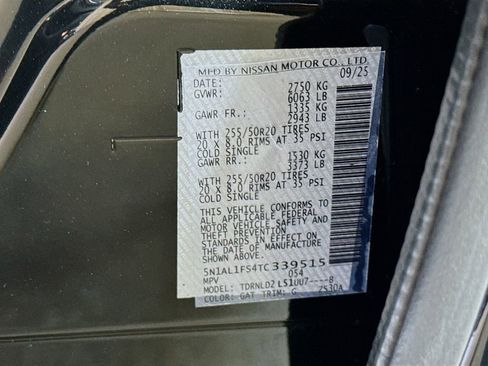 MFD BY NISSAN MOTOR CO., LTD.
DATE: 09/25
GVWR: 2750 KG
6063 LB
GAWR FR.: 1335 KG
2943 LB
WITH 255/50R20 TIRES
20 X 8.0 RIMS AT 35 PSI
COLD SINGLE
GAWR RR.: 1530 KG
3373 LB
WITH 255/50R20 TIRES
20 X 8.0 RIMS AT 35 PSI
COLD SINGLE
THIS VEHICLE CONFORMS TO
ALL APPLICABLE FEDERAL
MOTOR VEHICLE SAFETY AND
THEFT PREVENTION
STANDARDS IN EFFECT ON
THE DATE OF MANUFACTURE
SHOWN ABOVE.
5N1AL1FS4TC339515
MPV 054
MODEL: TDRNLD2 L51UU7----B
COLOR: GAT TRIM: G Z530A